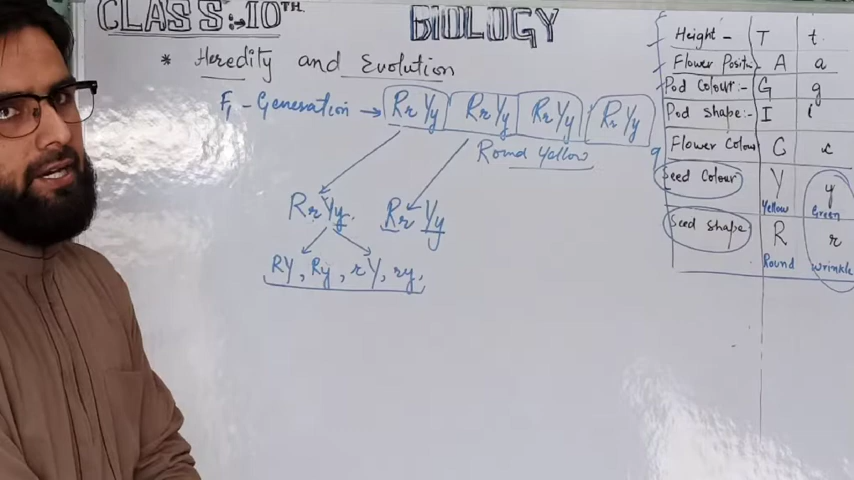 CLASS:-10TH
BIOLOGY
* Heredity and Evolution
F1 - Generation → RrYy RrYy RrYy RrYy
Round Yellow
RrYy. RrYy
RY, Ry, rY, ry,
Height - T t
Flower Posit:- A a
Pod Colour:- G g
Pod shape:- I i
Flower Colour C c
Seed Colour Y y
Yellow Green
Seed shape R r
Round Wrinkle